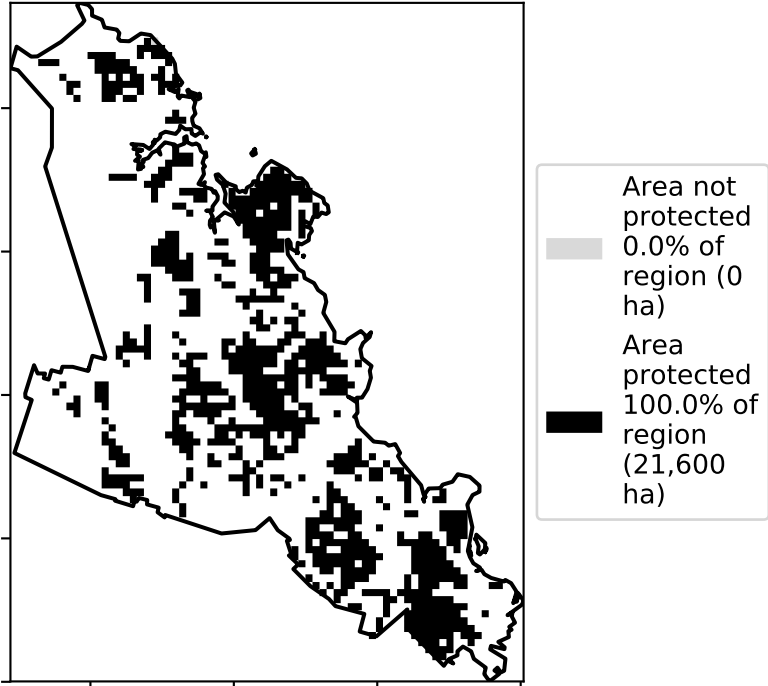 Area not
protected
0.0% of
region (0
ha)
Area
protected
100.0% of
region
(21,600
ha)